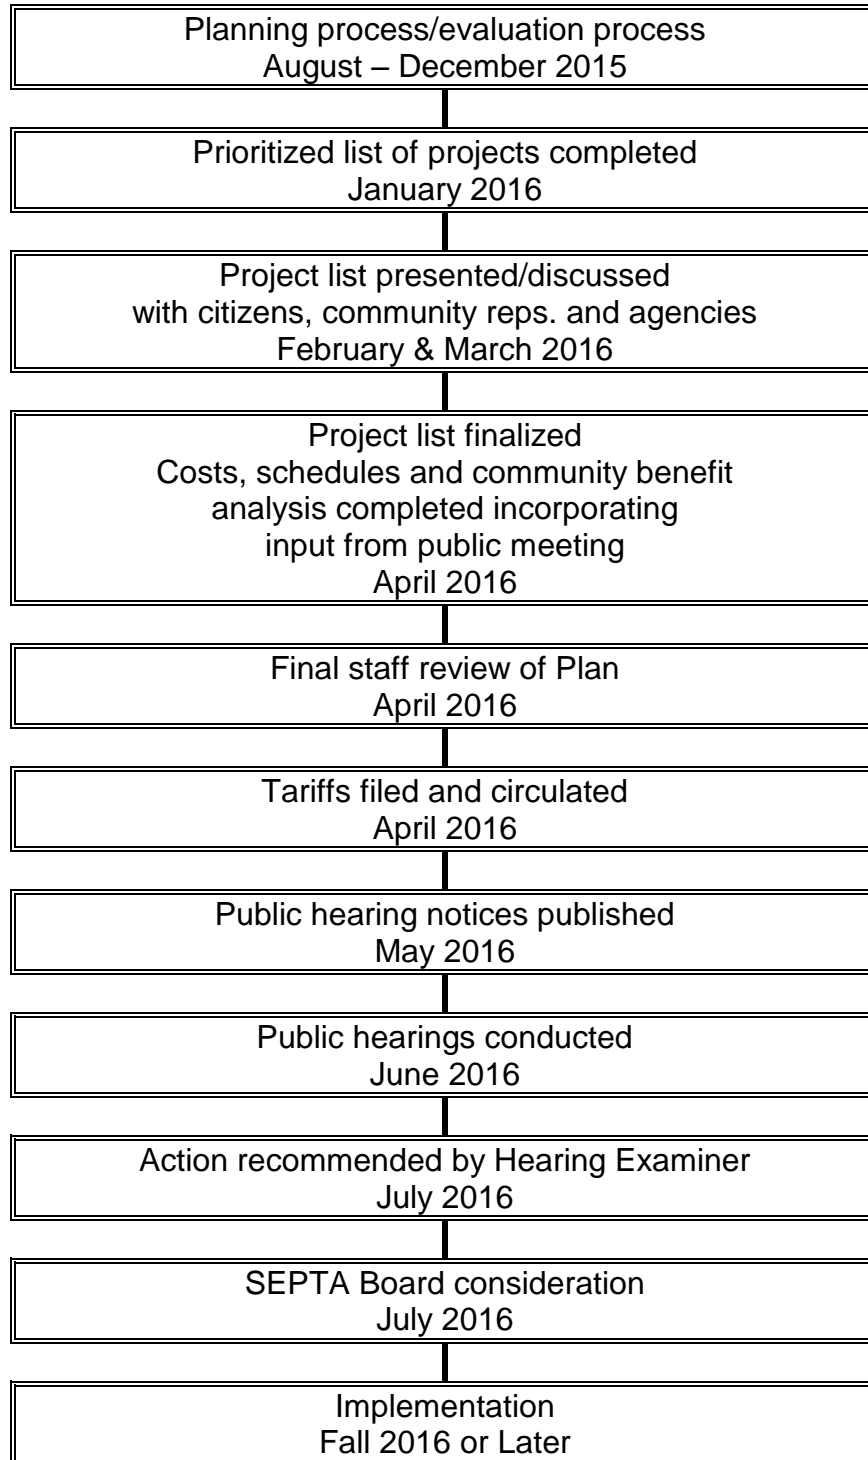 Planning process/evaluation process
August – December 2015
Prioritized list of projects completed
January 2016
Project list presented/discussed
with citizens, community reps. and agencies
February & March 2016
Project list finalized
Costs, schedules and community benefit
analysis completed incorporating
input from public meeting
April 2016
Final staff review of Plan
April 2016
Tariffs filed and circulated
April 2016
Public hearing notices published
May 2016
Public hearings conducted
June 2016
Action recommended by Hearing Examiner
July 2016
SEPTA Board consideration
July 2016
Implementation
Fall 2016 or Later